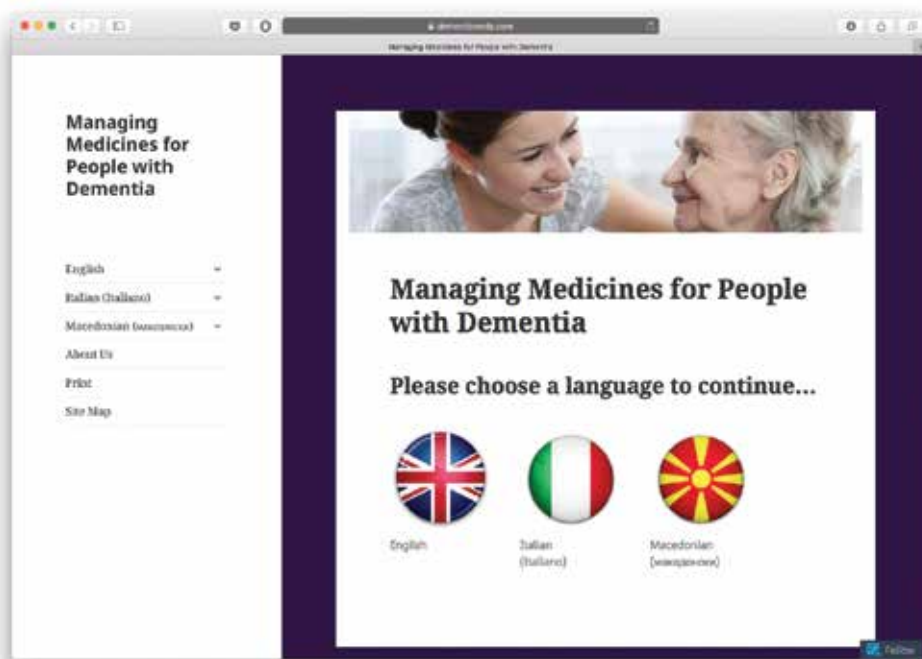 Managing Medicines for People with Dementia
Managing
Medicines for
People with
Dementia
English
Italian (Italiano)
Macedonian
About Us
Print
Site Map
Managing Medicines for People
with Dementia
Please choose a language to continue...
English
Italian
(Italiano)
Macedonian
Follow